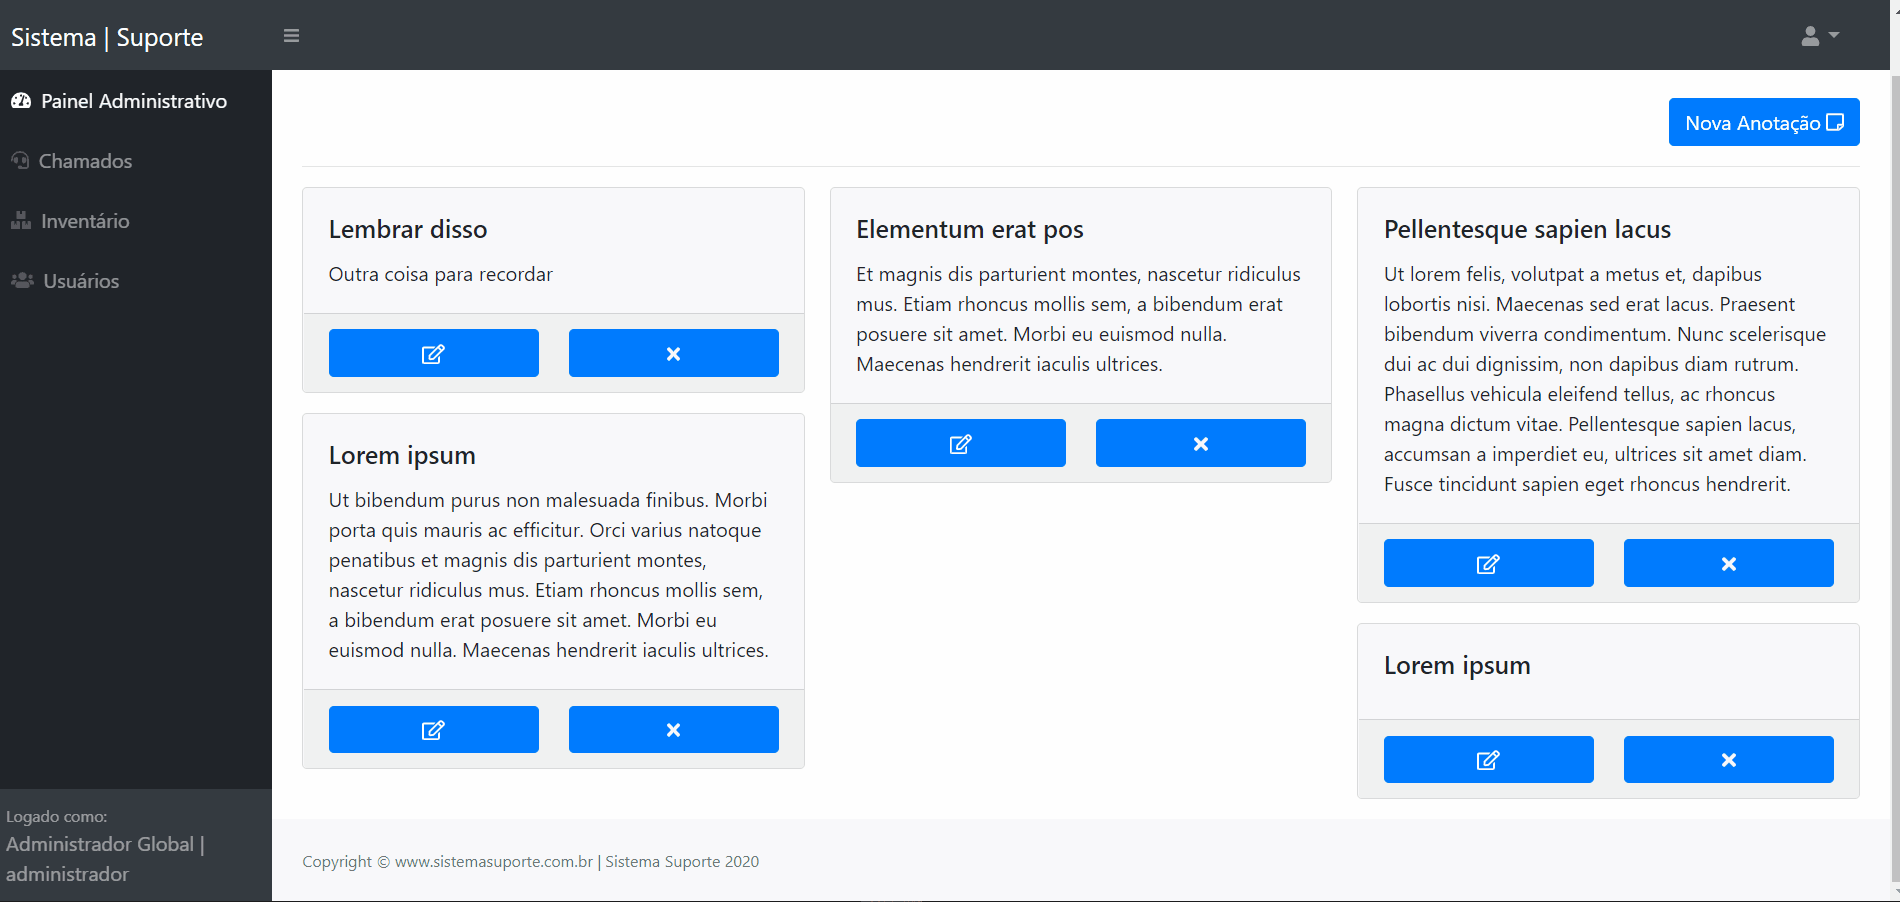 Sistema | Suporte
Painel Administrativo
Chamados
Inventário
Usuários
Logado como:
Administrador Global |
administrador
Nova Anotação
Lembrar disso
Outra coisa para recordar
Lorem ipsum
Ut bibendum purus non malesuada finibus. Morbi
porta quis mauris ac efficitur. Orci varius natoque
penatibus et magnis dis parturient montes,
nascetur ridiculus mus. Etiam rhoncus mollis sem,
a bibendum erat posuere sit amet. Morbi eu
euismod nulla. Maecenas hendrerit iaculis ultrices.
Elementum erat pos
Et magnis dis parturient montes, nascetur ridiculus
mus. Etiam rhoncus mollis sem, a bibendum erat
posuere sit amet. Morbi eu euismod nulla.
Maecenas hendrerit iaculis ultrices.
Pellentesque sapien lacus
Ut lorem felis, volutpat a metus et, dapibus
lobortis nisi. Maecenas sed erat lacus. Praesent
bibendum viverra condimentum. Nunc scelerisque
dui ac dui dignissim, non dapibus diam rutrum.
Phasellus vehicula eleifend tellus, ac rhoncus
magna dictum vitae. Pellentesque sapien lacus,
accumsan a imperdiet eu, ultrices sit amet diam.
Fusce tincidunt sapien eget rhoncus hendrerit.
Lorem ipsum
Copyright © www.sistemasuporte.com.br | Sistema Suporte 2020